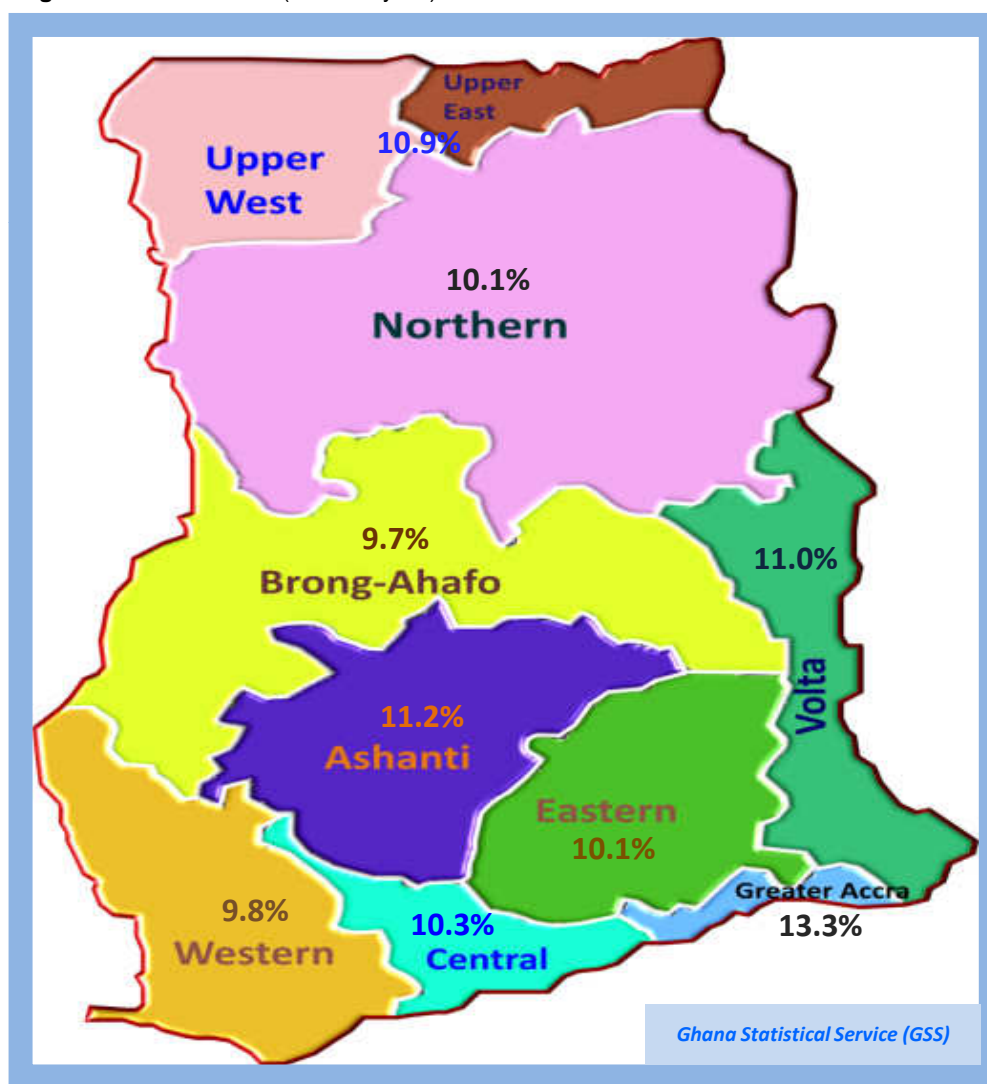 Upper
East
10.9%
Upper
West
10.1%
Northern
9.7%
Brong-Ahafo
11.0%
Volta
11.2%
Ashanti
Eastern
10.1%
Greater Accra
13.3%
9.8%
Western
10.3%
Central
Ghana Statistical Service (GSS)